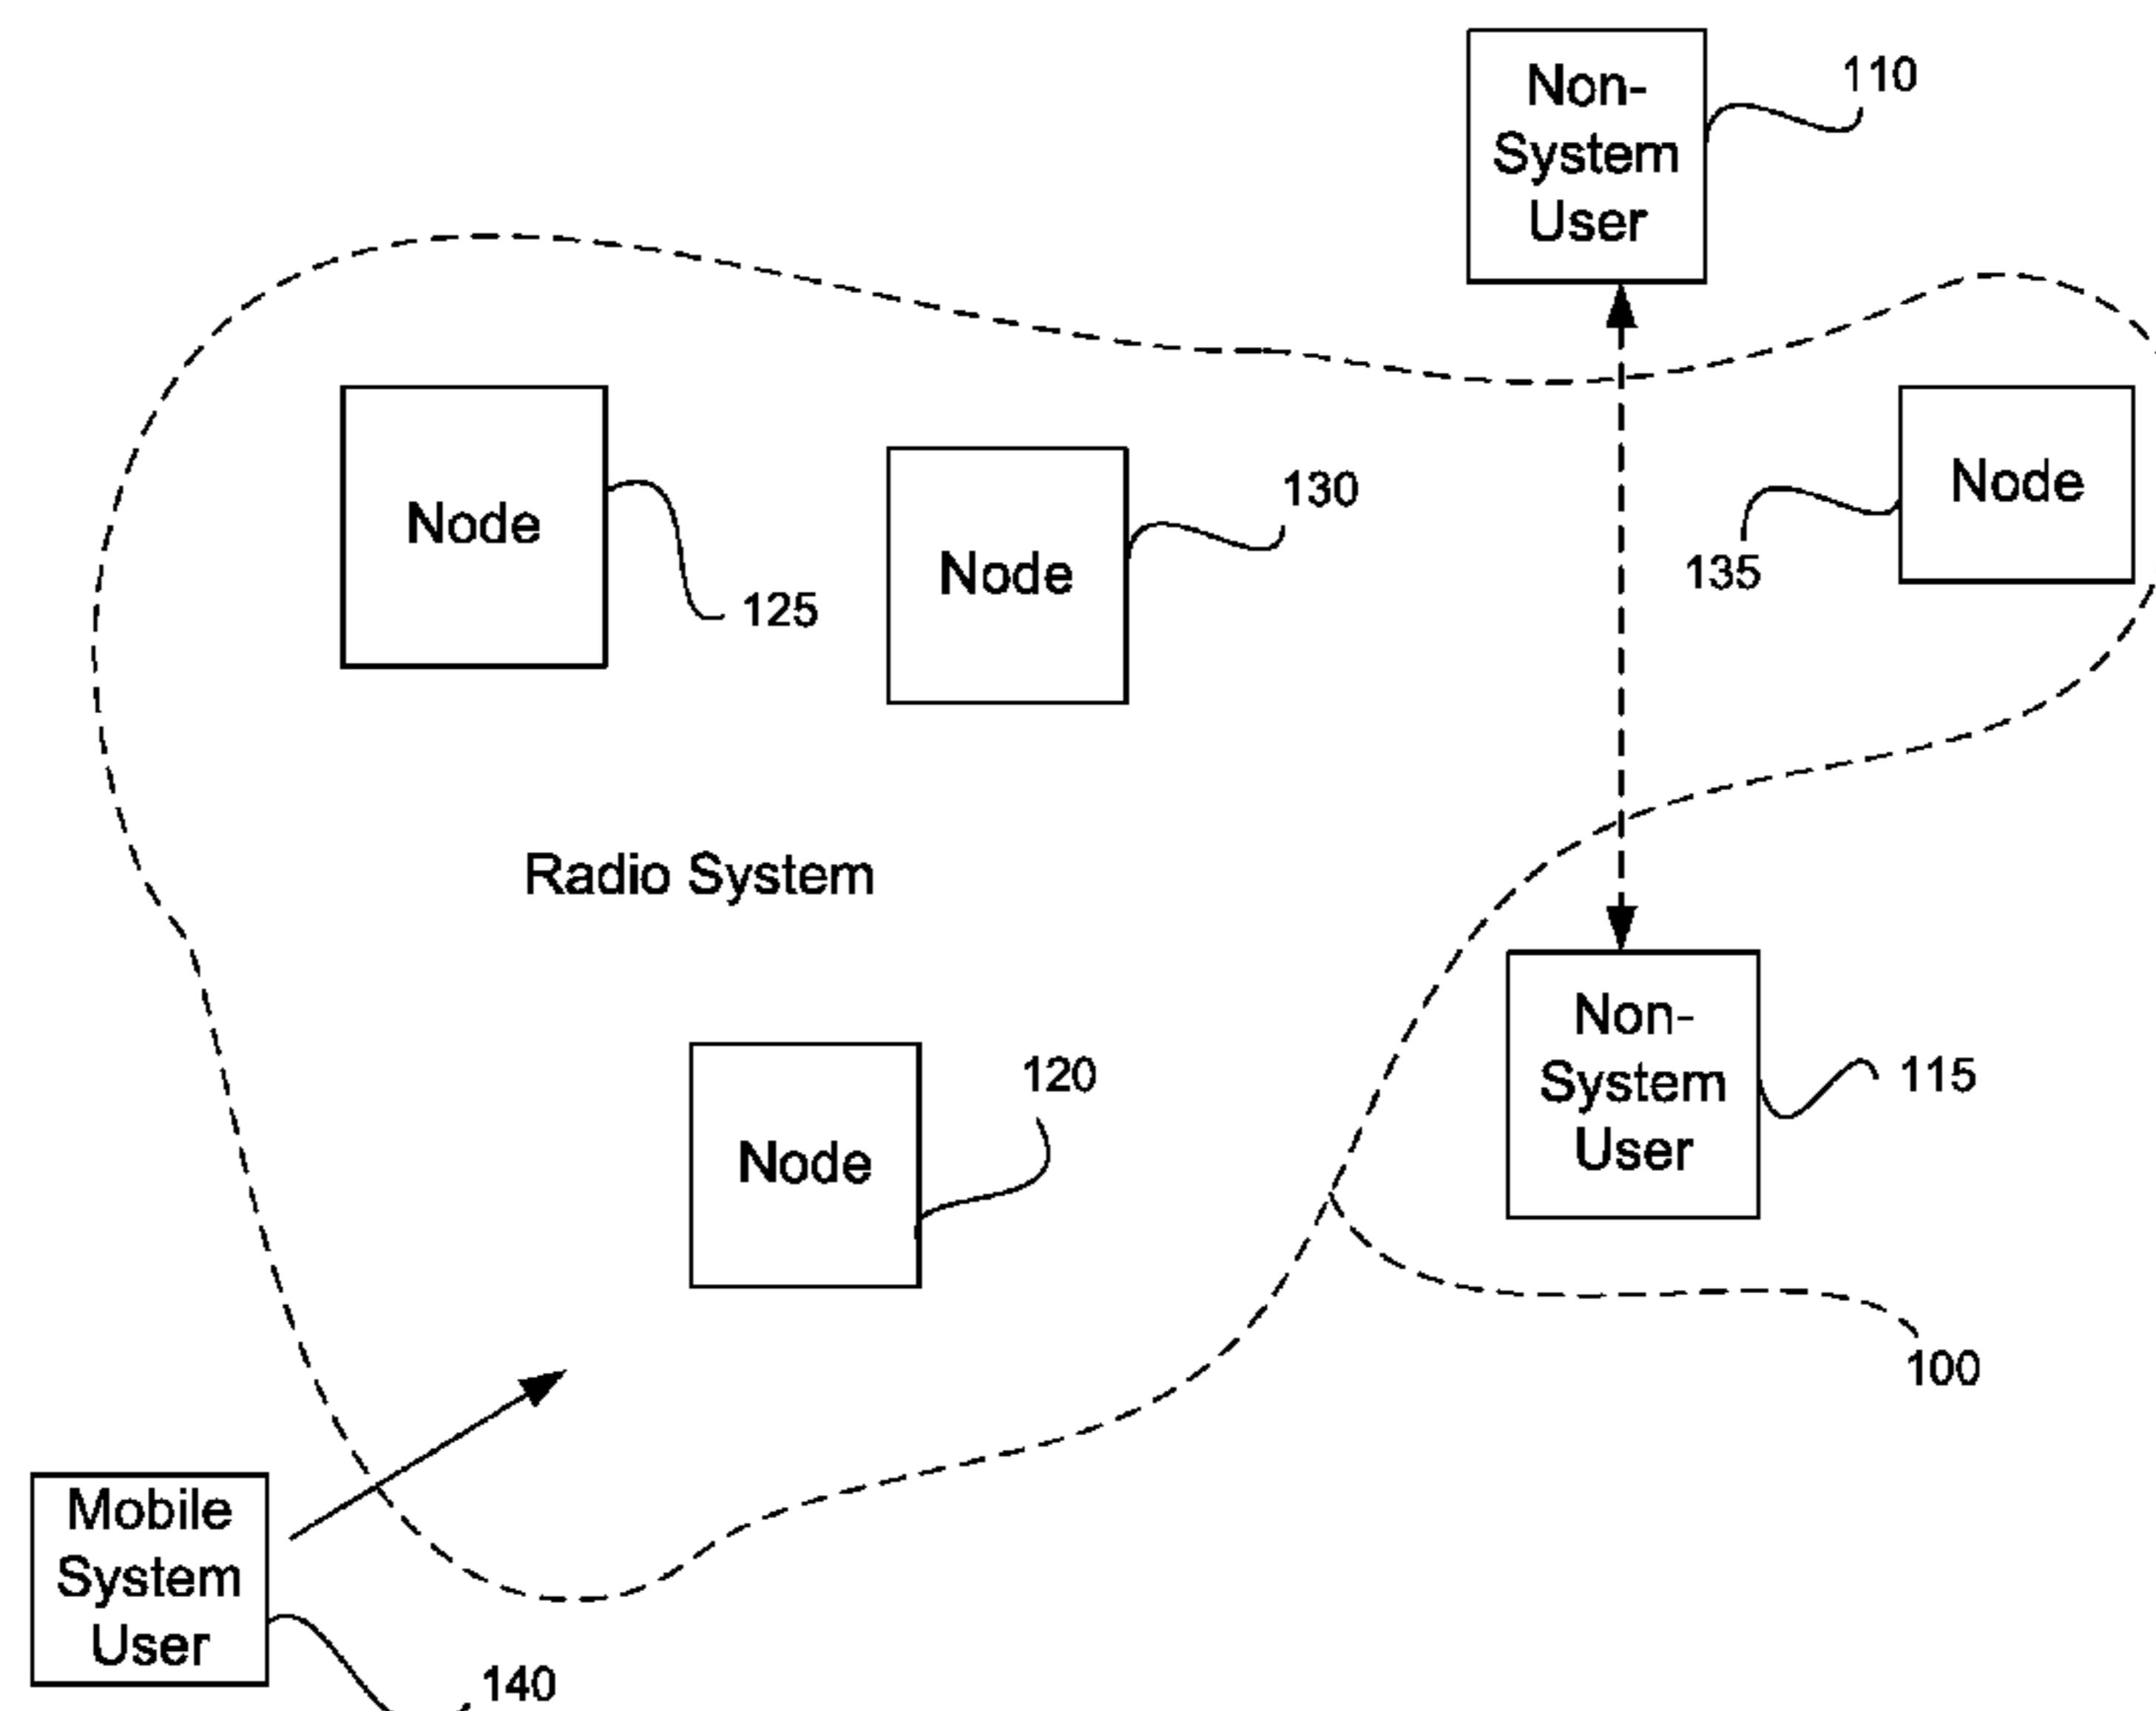 Non-
System
User
110
Node
125
Node
130
Node
135
Radio System
Node
120
Non-
System
User
115
100
Mobile
System
User
140